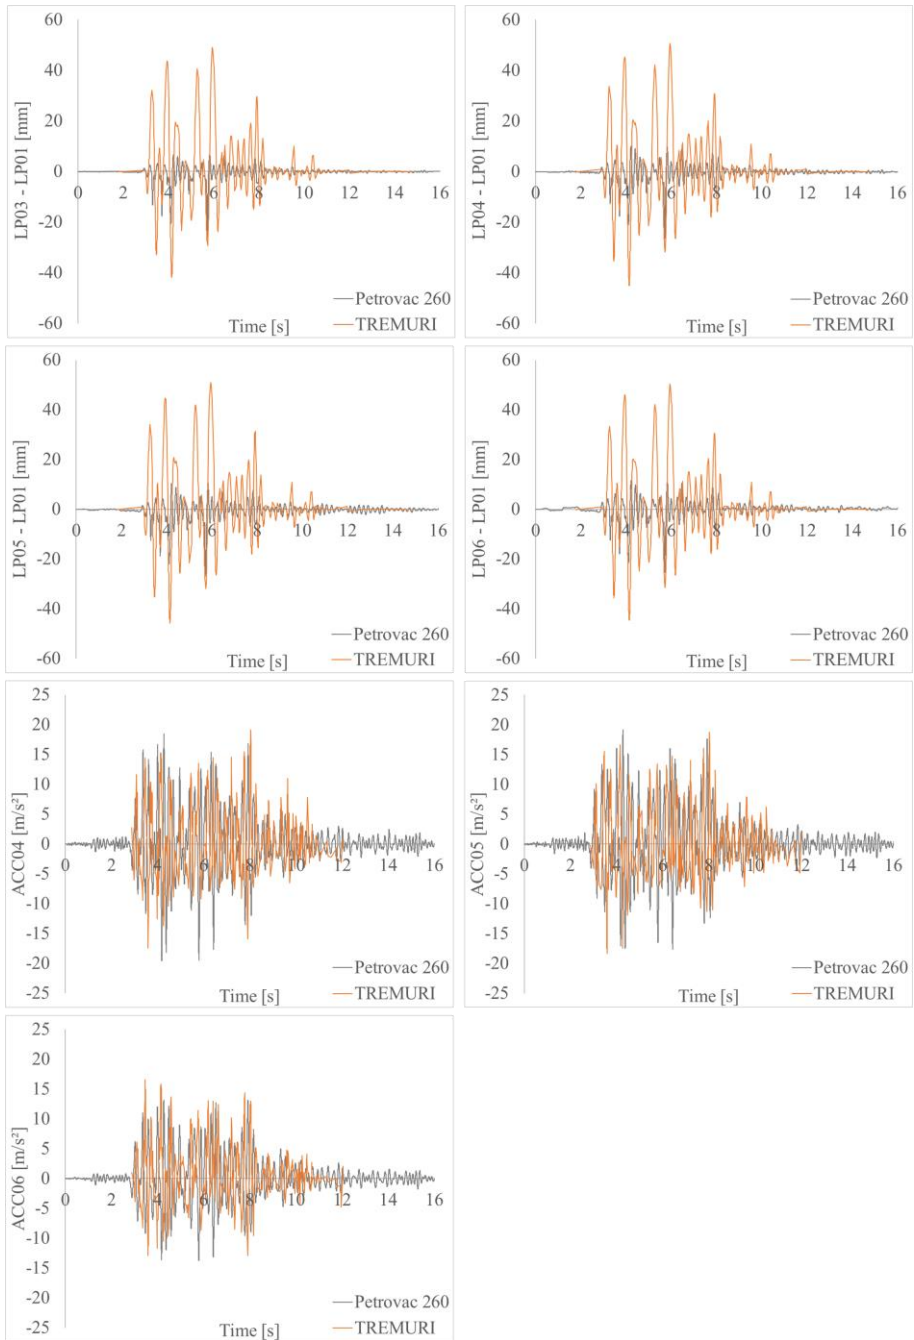 60
40
20
0
-20
-40
-60
LP03 - LP01 [mm]
0 2 4 6 8 10 12 14 16
Petrovac 260
Time [s]
TREMURI
60
40
20
0
-20
-40
-60
LP04 - LP01 [mm]
0 2 4 6 8 10 12 14 16
Petrovac 260
Time [s]
TREMURI
60
40
20
0
-20
-40
-60
LP05 - LP01 [mm]
0 2 4 6 8 10 12 14 16
Petrovac 260
Time [s]
TREMURI
60
40
20
0
-20
-40
-60
LP06 - LP01 [mm]
0 2 4 6 8 10 12 14 16
Petrovac 260
Time [s]
TREMURI
25
20
15
10
5
0
-5
-10
-15
-20
-25
ACC04 [m/s²]
0 2 4 6 8 10 12 14 16
Petrovac 260
Time [s]
TREMURI
25
20
15
10
5
0
-5
-10
-15
-20
-25
ACC05 [m/s²]
0 2 4 6 8 10 12 14 16
Petrovac 260
Time [s]
TREMURI
25
20
15
10
5
0
-5
-10
-15
-20
-25
ACC06 [m/s²]
0 2 4 6 8 10 12 14 16
Petrovac 260
Time [s]
TREMURI